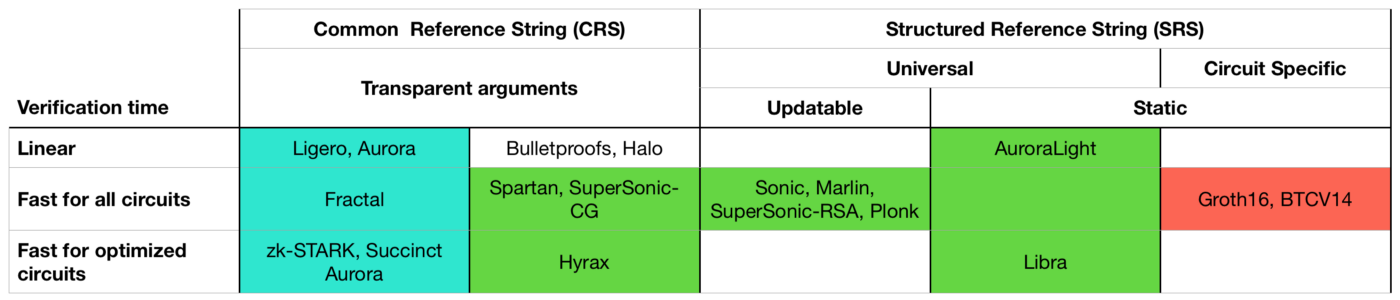 Common Reference String (CRS)
Structured Reference String (SRS)
Transparent arguments
Universal
Circuit Specific
Verification time
Updatable
Static
Linear
Ligero, Aurora
Bulletproofs, Halo
AuroraLight
Fast for all circuits
Fractal
Spartan, SuperSonic-
CG
Sonic, Marlin,
SuperSonic-RSA, Plonk
Groth16, BTCV14
Fast for optimized
circuits
zk-STARK, Succinct
Aurora
Hyrax
Libra